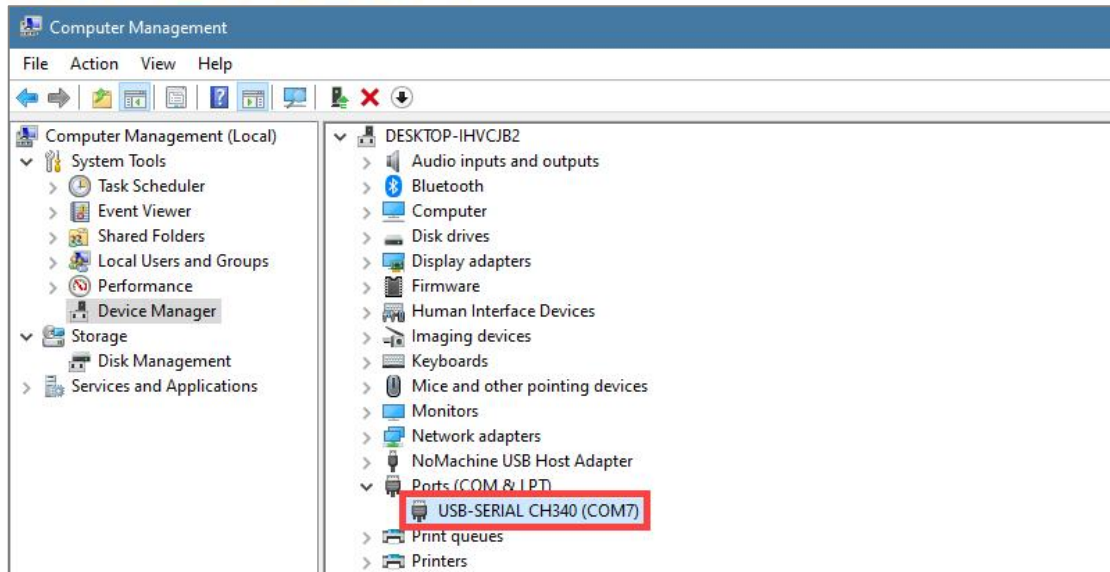 Computer Management
File Action View Help
Computer Management (Local)
System Tools
Task Scheduler
Event Viewer
Shared Folders
Local Users and Groups
Performance
Device Manager
Storage
Disk Management
Services and Applications
DESKTOP-IHVCJB2
Audio inputs and outputs
Bluetooth
Computer
Disk drives
Display adapters
Firmware
Human Interface Devices
Imaging devices
Keyboards
Mice and other pointing devices
Monitors
Network adapters
NoMachine USB Host Adapter
Ports (COM & LPT)
USB-SERIAL CH340 (COM7)
Print queues
Printers